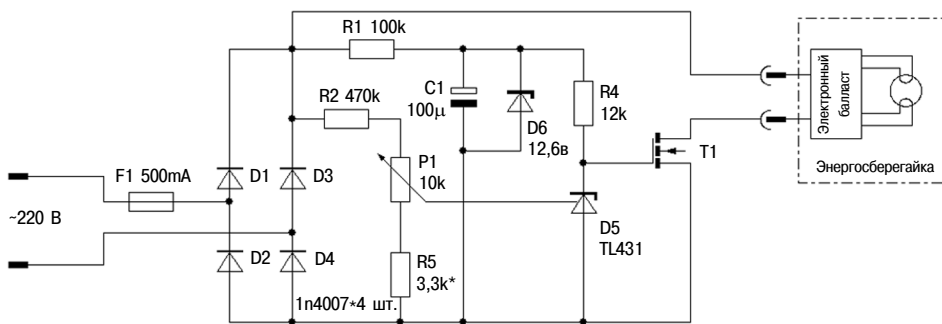 R1 100k
R2 470k
C1
100µ
D6
12,6в
R4
12k
T1
Электронный
балласт
Энергосберегайка
F1 500mA
D1
D3
P1
10k
~220 В
D2
D4
D5
TL431
R5
3,3k*
1n4007*4 шт.